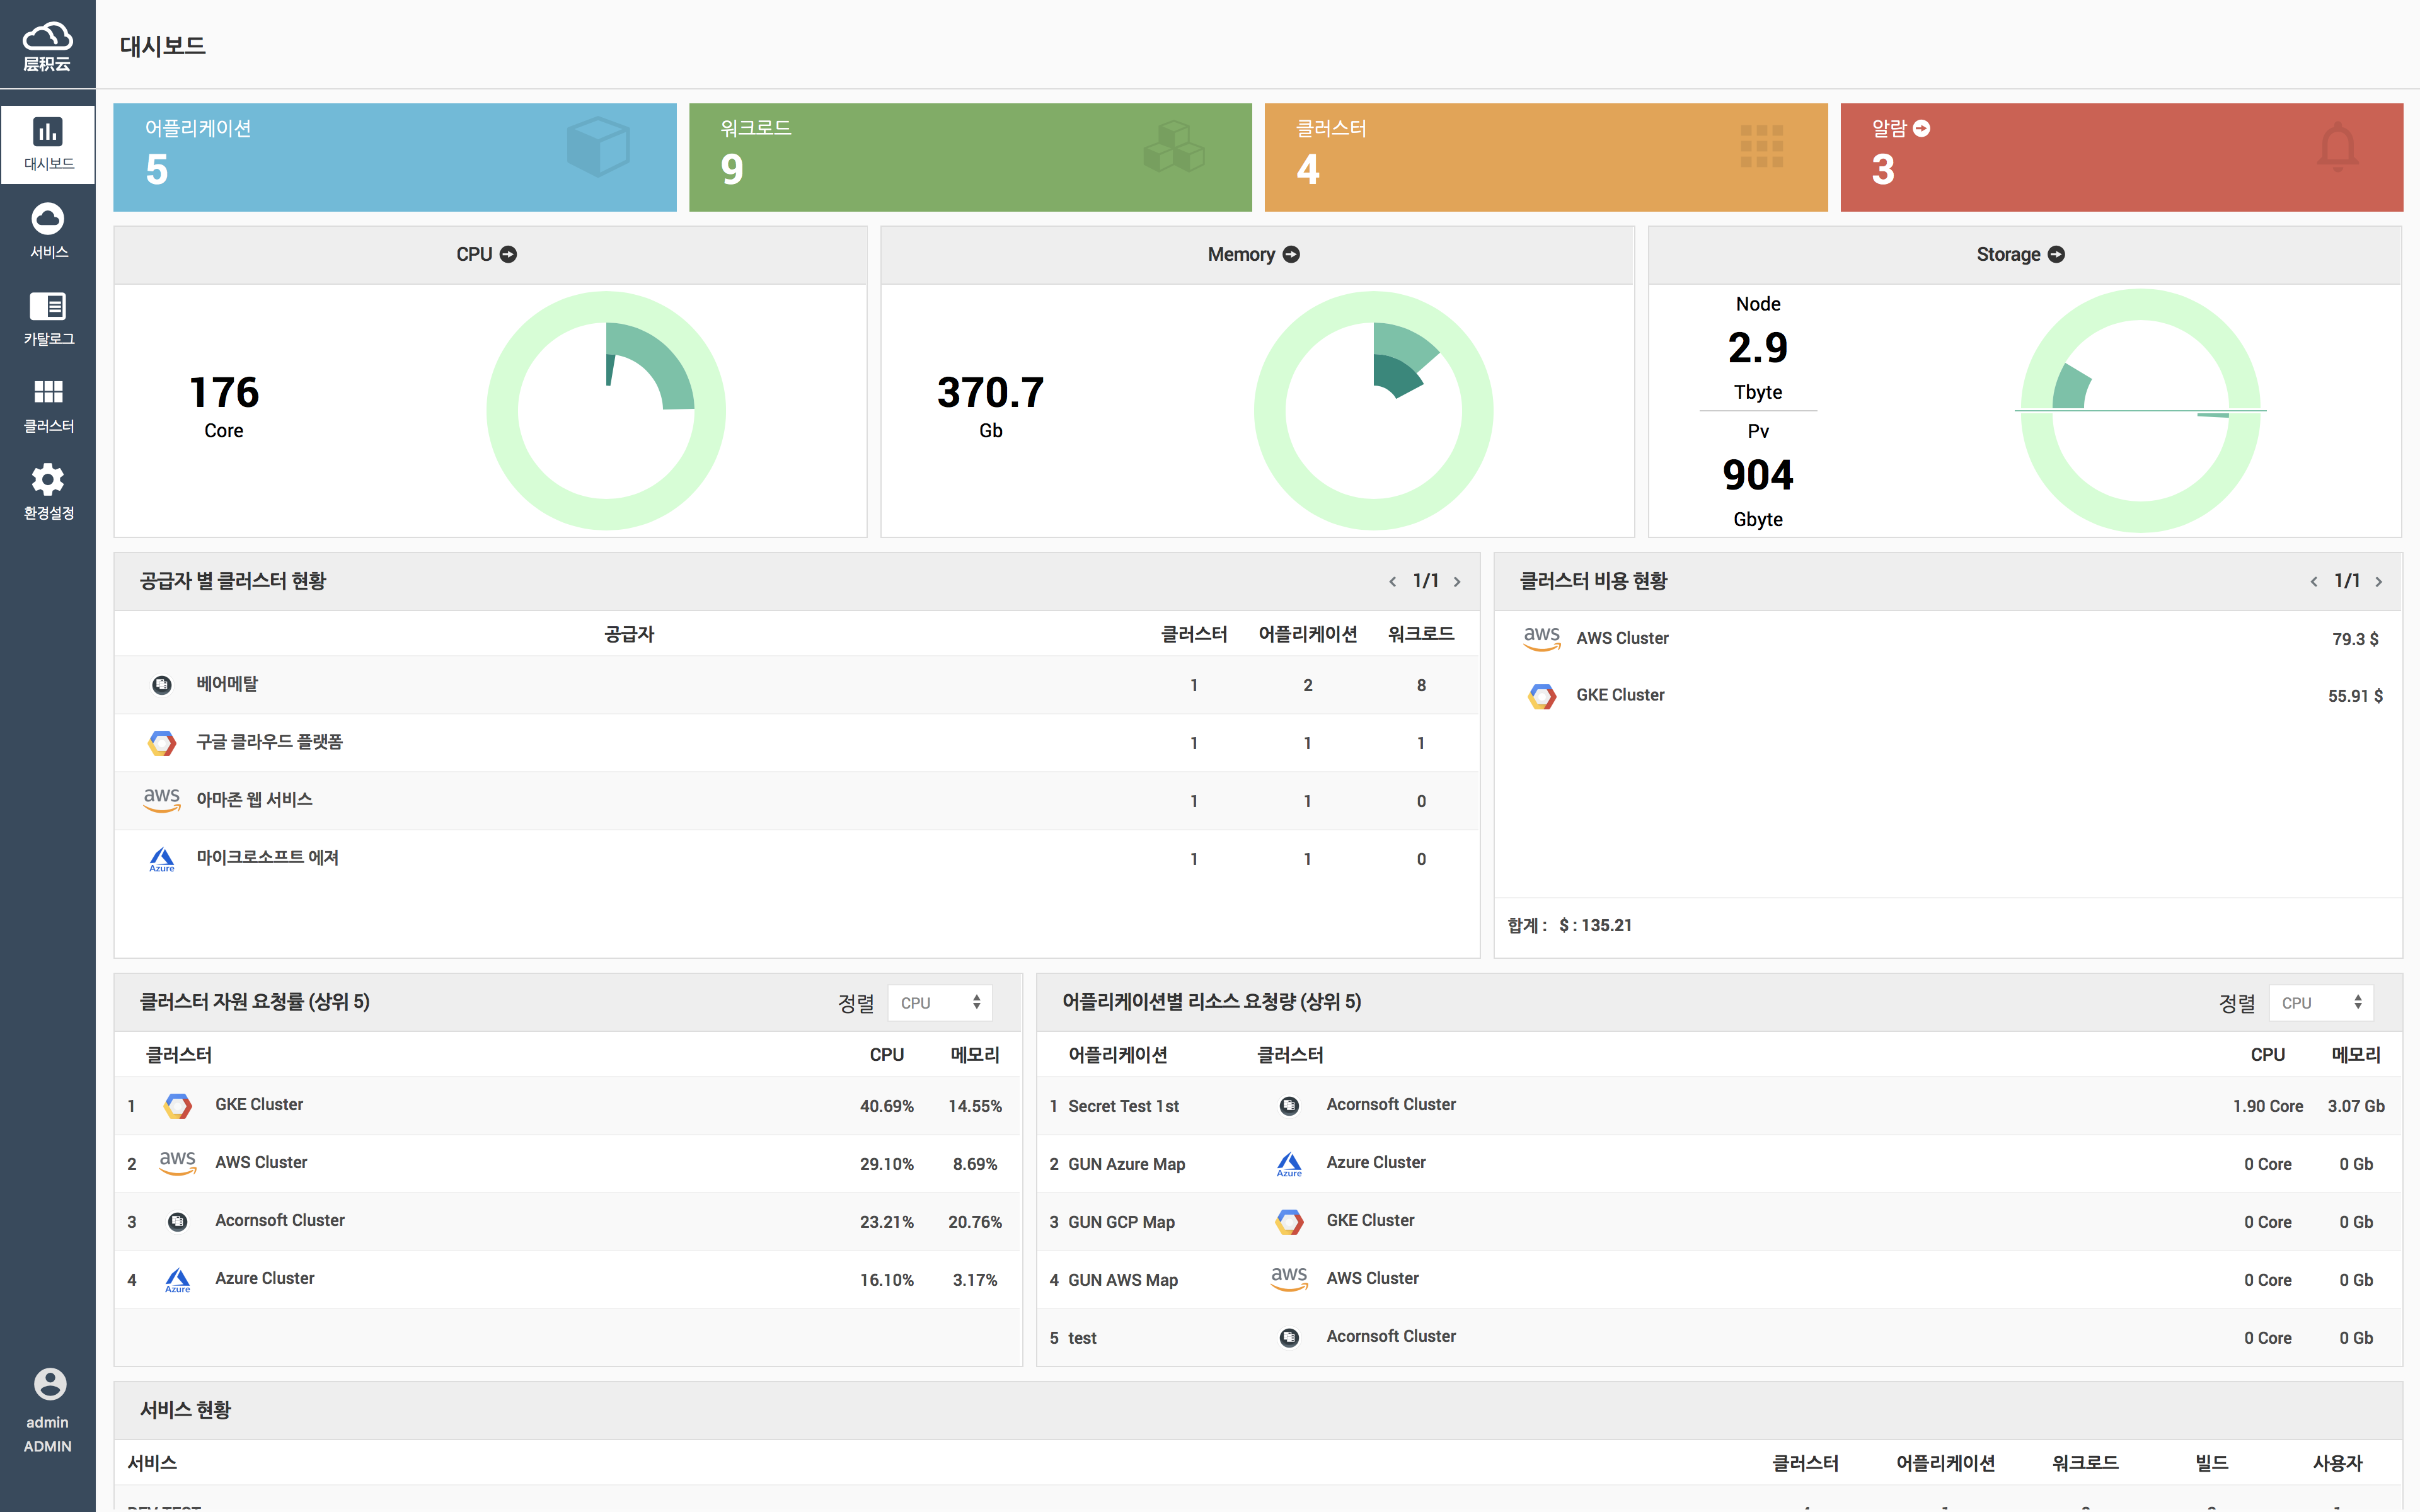 层积云
대시보드
대시보드
서비스
카탈로그
클러스터
환경설정
admin
ADMIN
어플리케이션
5
워크로드
9
클러스터
4
알람
3
CPU
176
Core
Memory
370.7
Gb
Storage
Node
2.9
Tbyte
Pv
904
Gbyte
공급자 별 클러스터 현황 1/1
공급자 클러스터 어플리케이션 워크로드
베어메탈 1 2 8
구글 클라우드 플랫폼 1 1 1
aws 아마존 웹 서비스 1 1 0
Azure 마이크로소프트 에져 1 1 0
클러스터 비용 현황 1/1
aws AWS Cluster 79.3 $
GKE Cluster 55.91 $
합계 : $ : 135.21
클러스터 자원 요청률 (상위 5) 정렬 CPU
클러스터 CPU 메모리
1 GKE Cluster 40.69% 14.55%
2 aws AWS Cluster 29.10% 8.69%
3 Acornsoft Cluster 23.21% 20.76%
4 Azure Azure Cluster 16.10% 3.17%
어플리케이션별 리소스 요청량 (상위 5) 정렬 CPU
어플리케이션 클러스터 CPU 메모리
1 Secret Test 1st Acornsoft Cluster 1.90 Core 3.07 Gb
2 GUN Azure Map Azure Azure Cluster 0 Core 0 Gb
3 GUN GCP Map GKE Cluster 0 Core 0 Gb
4 GUN AWS Map aws AWS Cluster 0 Core 0 Gb
5 test Acornsoft Cluster 0 Core 0 Gb
서비스 현황
서비스 클러스터 어플리케이션 워크로드 빌드 사용자